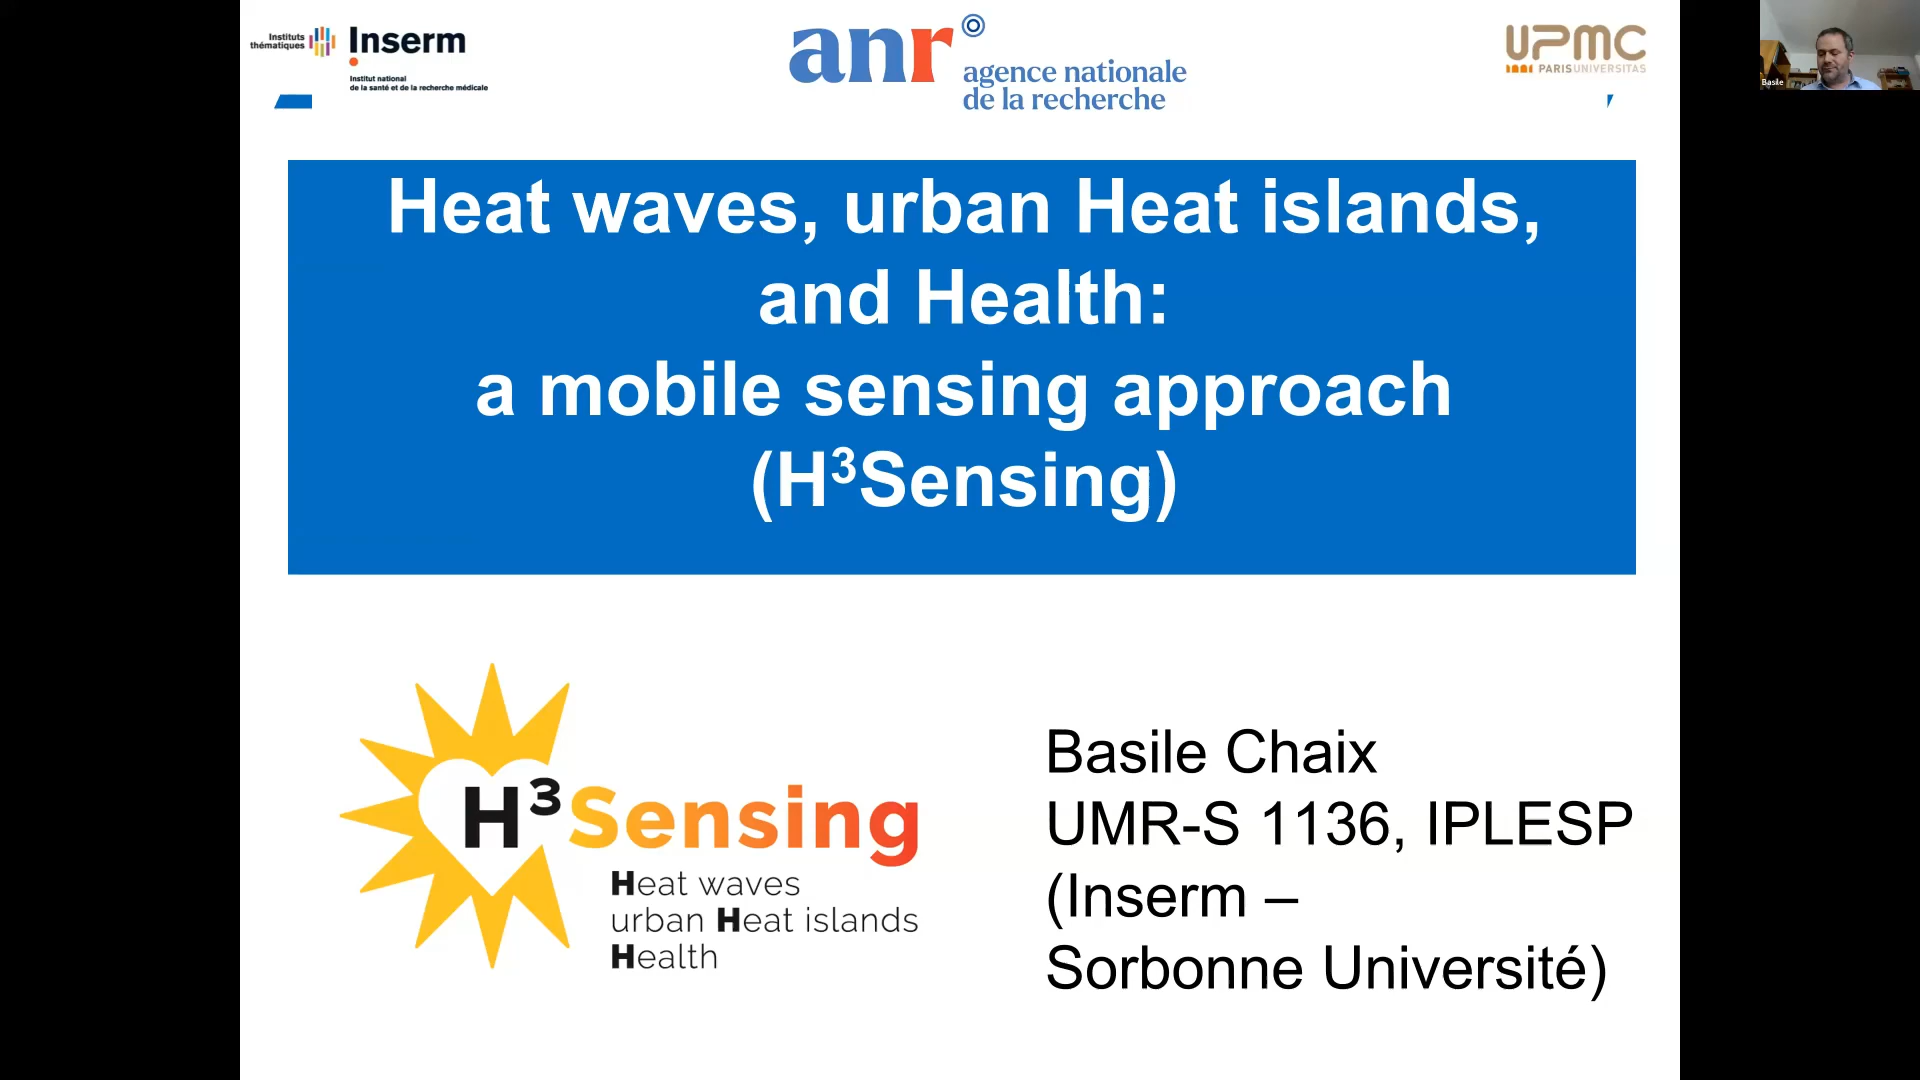 Instituts
thématiques
Inserm
Institut national
de la santé et de la recherche médicale
anr
agence nationale
de la recherche
UPMC
PARISUNIVERSITAS
Basile
Heat waves, urban Heat islands,
and Health:
a mobile sensing approach
(H³Sensing)
H³Sensing
Heat waves
urban Heat islands
Health
Basile Chaix
UMR-S 1136, IPLESP
(Inserm –
Sorbonne Université)